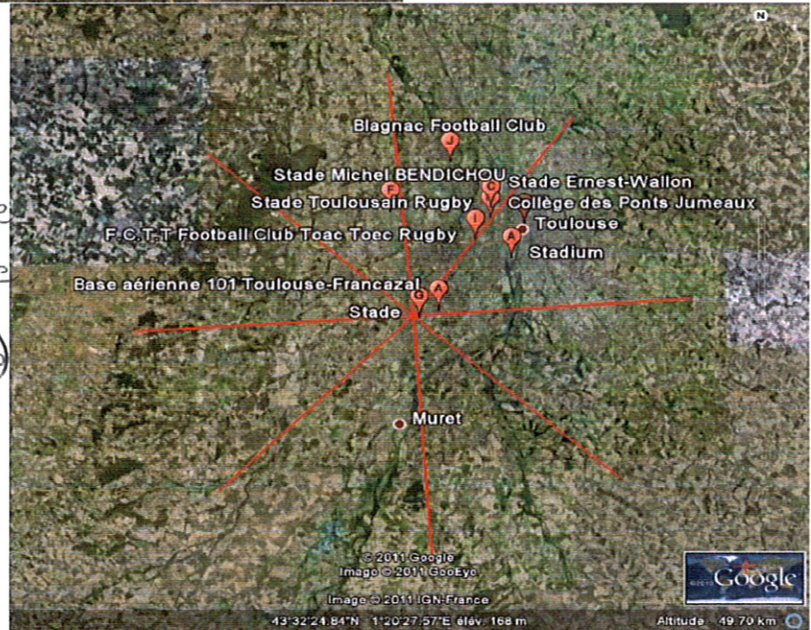 N
Blagnac Football Club
J
Stade Michel BENDICHOU
F
C
Stade Ernest-Wallon
Stade Toulousain Rugby
Collège des Ponts Jumeaux
I
Toulouse
F.C.T.T Football Club Toac Toec Rugby
A
Stadium
Base aérienne 101 Toulouse-Francazal
G
A
Stade
Muret
© 2011 Google
Image © 2011 GeoEye
Image © 2011 IGN-France
Google
43°32'24.84"N 1°20'27.57"E élév. 168 m
Altitude 49.70 km